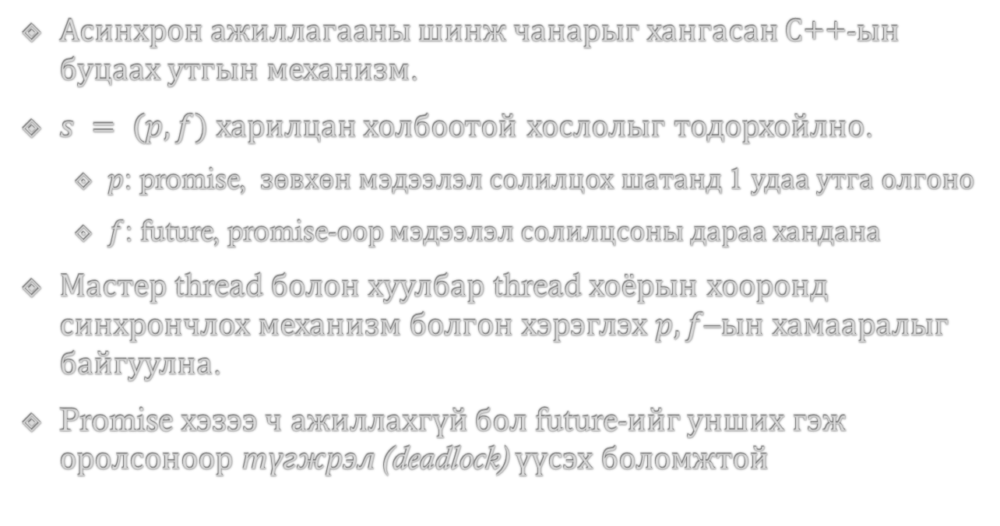 Асинхрон ажиллагааны шинж чанарыг хангасан C++-ын
буцаах утгын механизм.
s = (p, f) харилцан холбоотой хослолыг тодорхойлно.
p: promise, зөвхөн мэдээлэл солилцох шатанд 1 удаа утга олгоно
f: future, promise-оор мэдээлэл солилцсоны дараа хандана
Мастер thread болон хуулбар thread хоёрын хооронд
синхрончлох механизм болгон хэрэглэх p, f–ын хамааралыг
байгуулна.
Promise хэзээ ч ажиллахгүй бол future-ийг унших гэж
оролсоноор түгжрэл (deadlock) үүсэх боломжтой